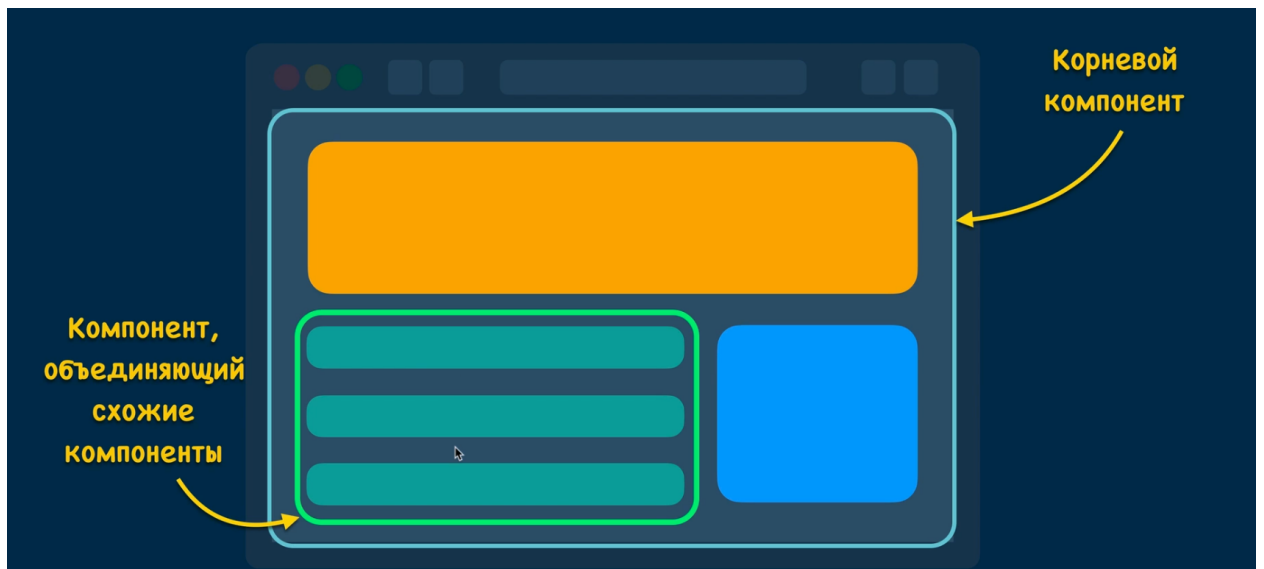 Корневой
компонент
Компонент,
объединяющий
схожие
компоненты